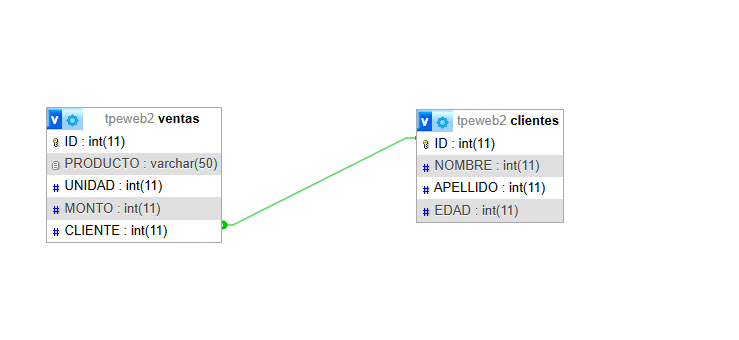 v tpeweb2 ventas
ID : int(11)
PRODUCTO : varchar(50)
# UNIDAD : int(11)
# MONTO : int(11)
# CLIENTE : int(11)
v tpeweb2 clientes
ID : int(11)
# NOMBRE : int(11)
# APELLIDO : int(11)
# EDAD : int(11)